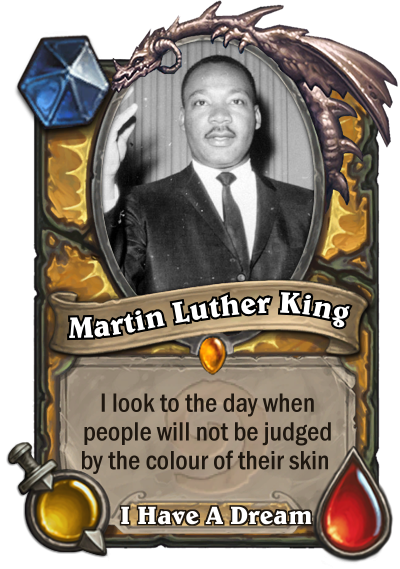 Martin Luther King
I look to the day when
people will not be judged
by the colour of their skin
I Have A Dream